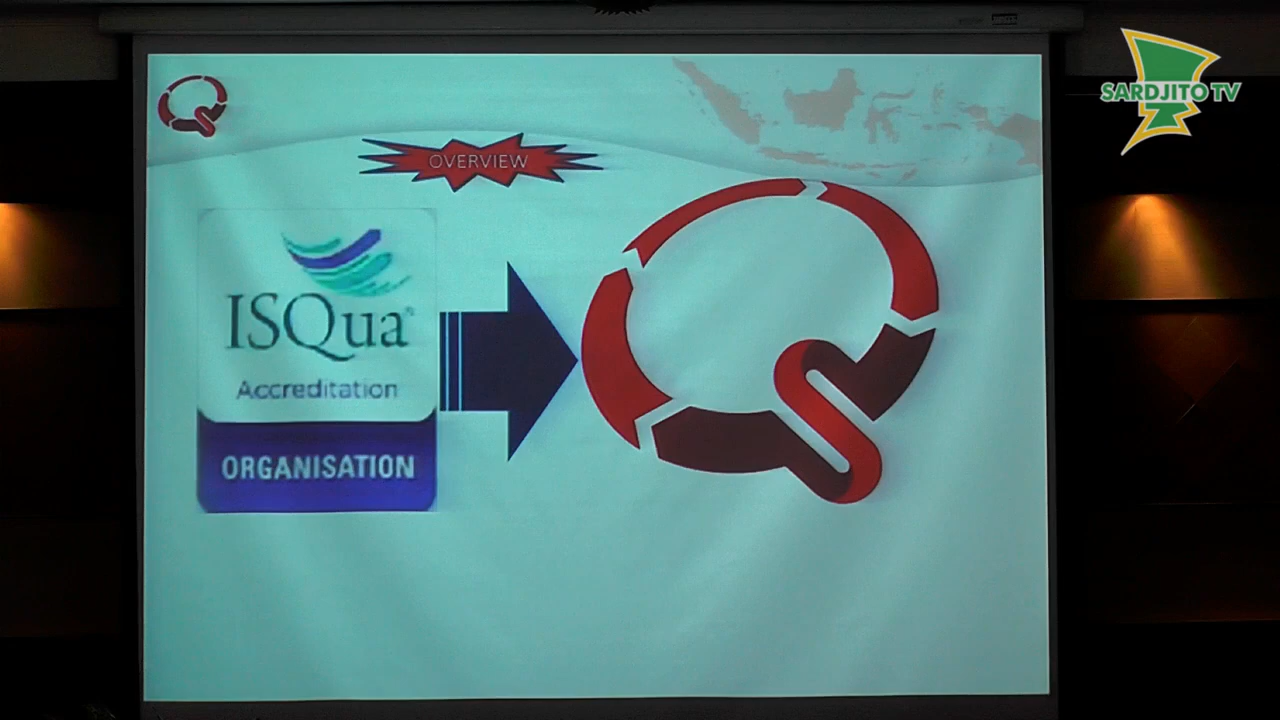 SARDJITO TV
OVERVIEW
ISQua®
Accreditation
ORGANISATION